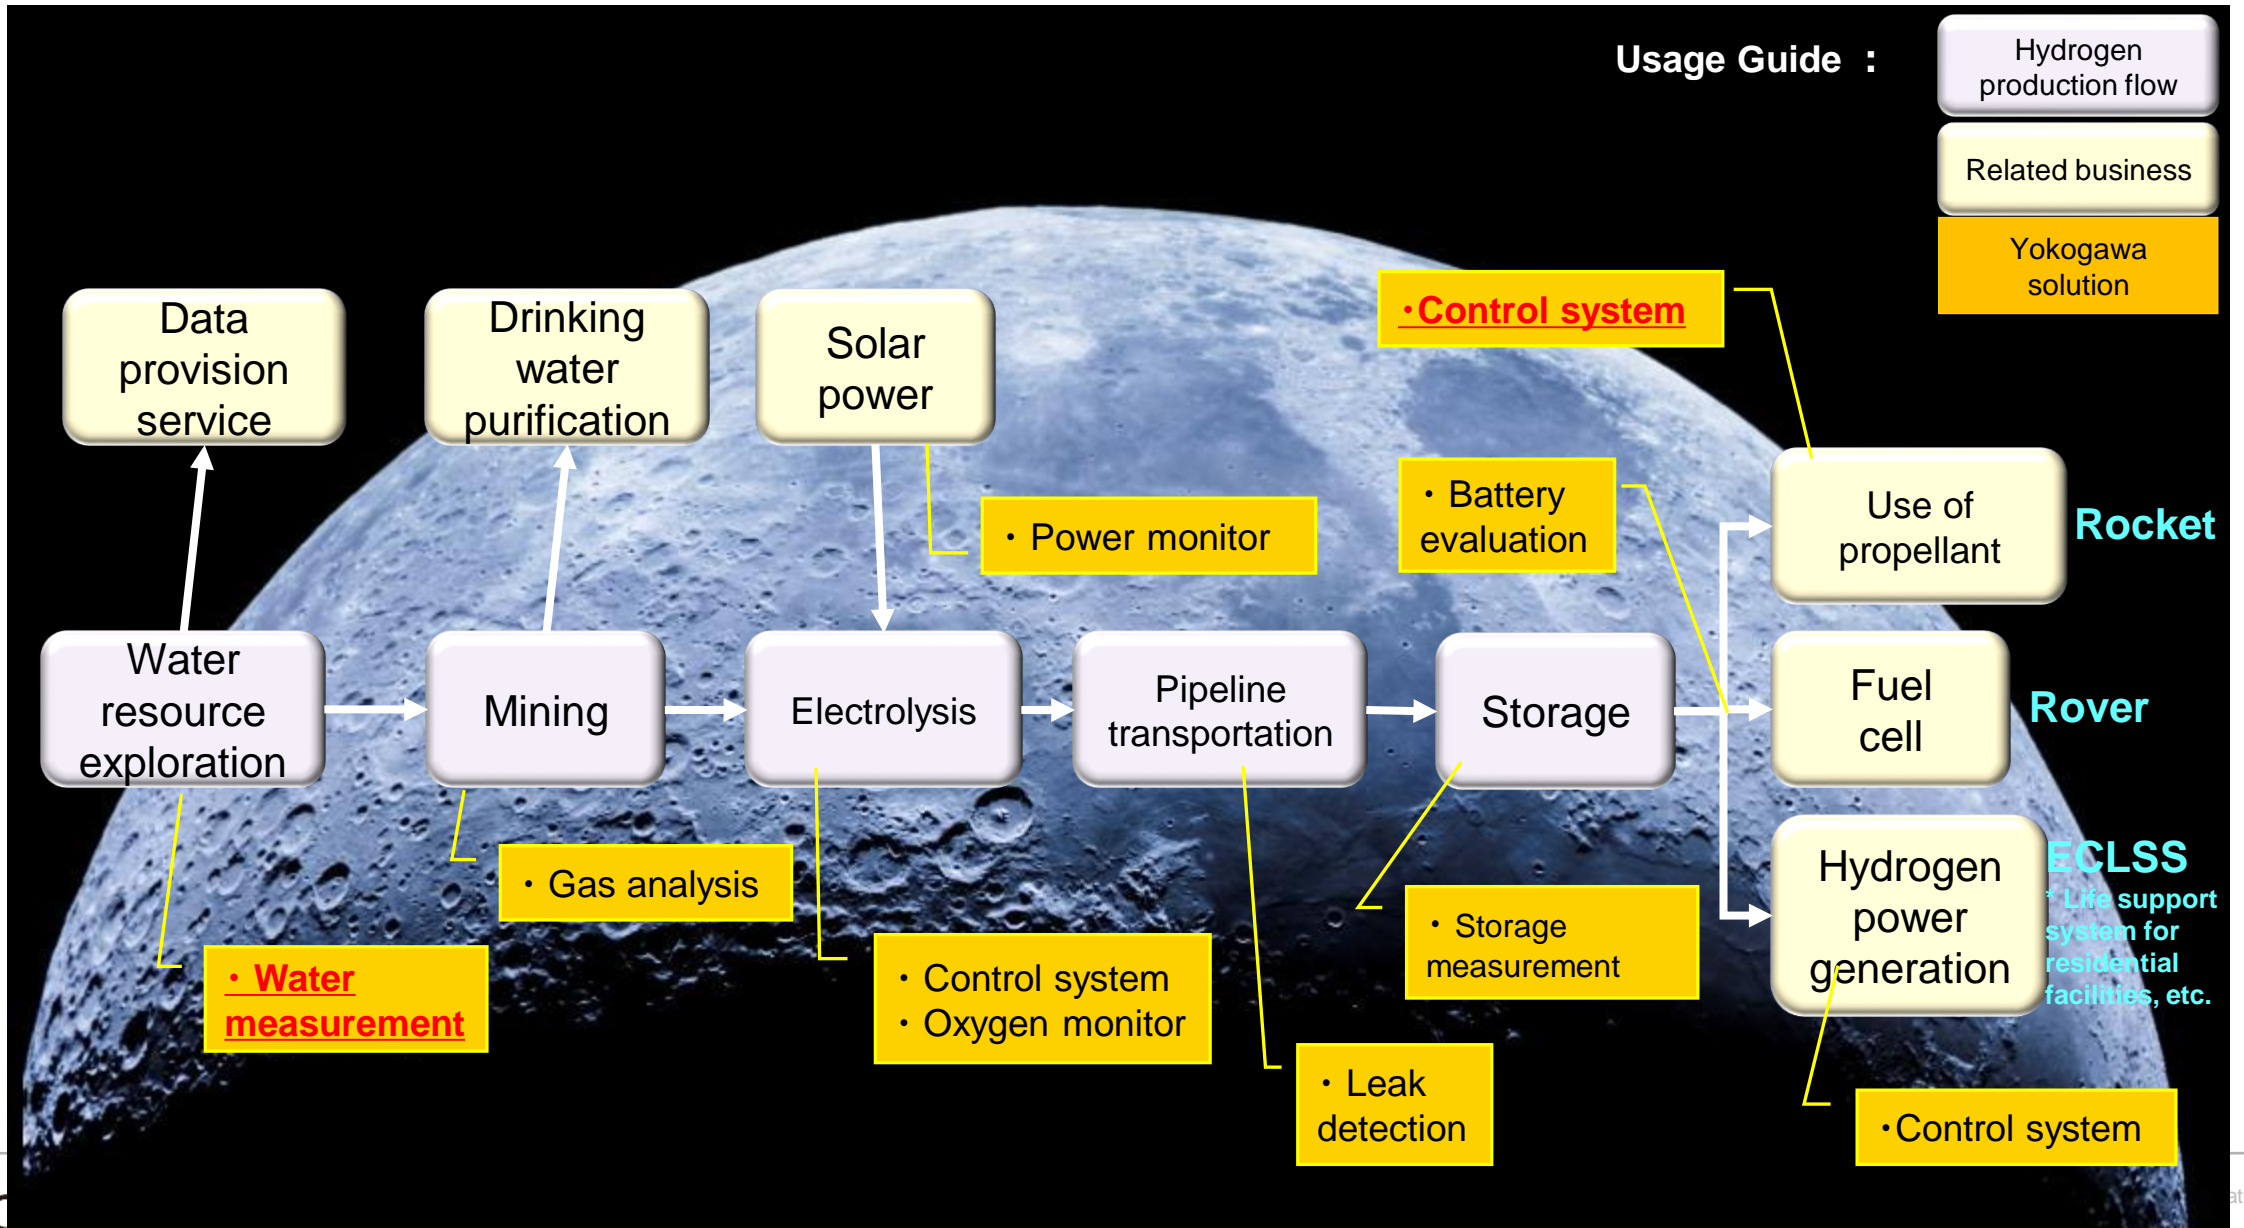 Usage Guide :
Hydrogen
production flow
Related business
Yokogawa
solution
Data
provision
service
Drinking
water
purification
Solar
power
・Control system
・Power monitor
・Battery
evaluation
Use of
propellant
Rocket
Water
resource
exploration
Mining
Electrolysis
Pipeline
transportation
Storage
Fuel
cell
Rover
Hydrogen
power
generation
ECLSS
* Life support
system for
residential
facilities, etc.
・Gas analysis
・Water
measurement
・Control system
・Oxygen monitor
・Storage
measurement
・Leak
detection
・Control system